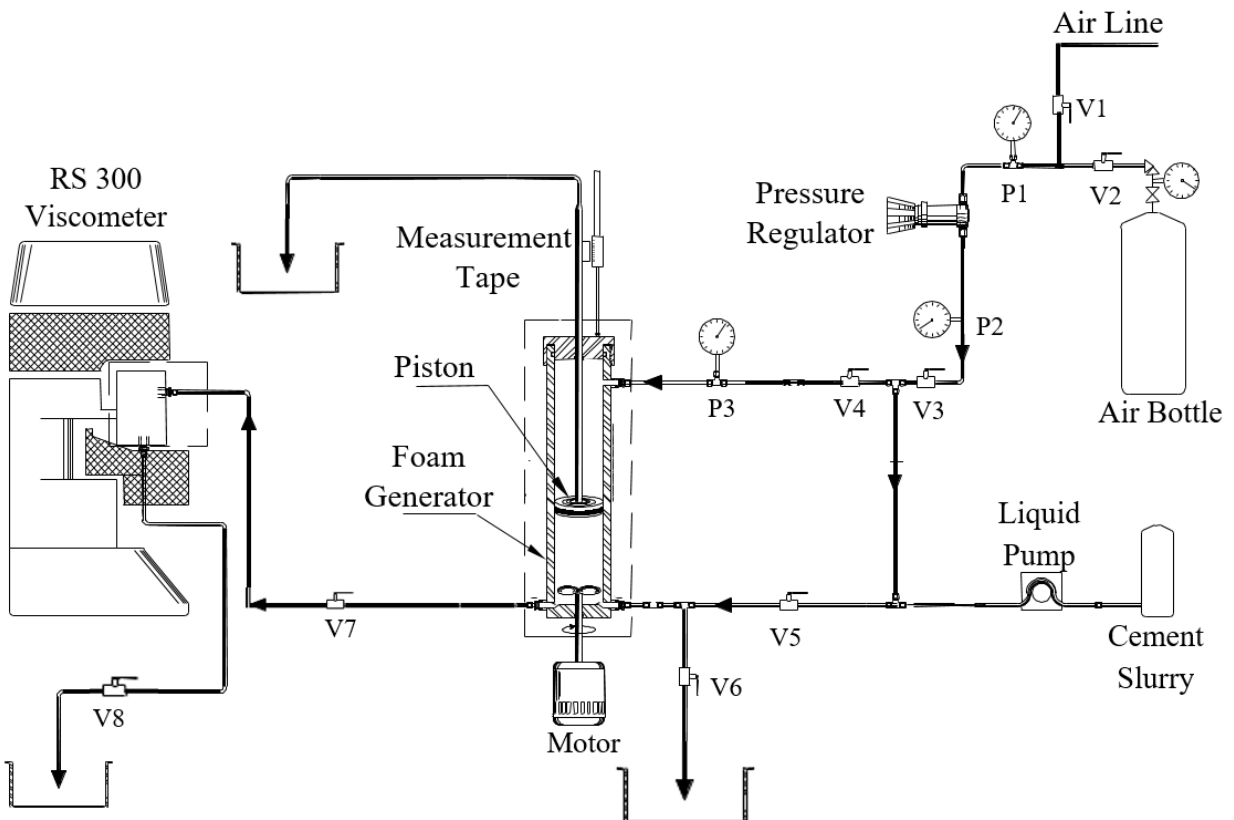 Air Line
V1
P1
V2
RS 300
Viscometer
Pressure
Regulator
Measurement
Tape
P2
Piston
P3
V4
V3
Air Bottle
Foam
Generator
Liquid
Pump
V7
V5
Cement
Slurry
V6
V8
Motor